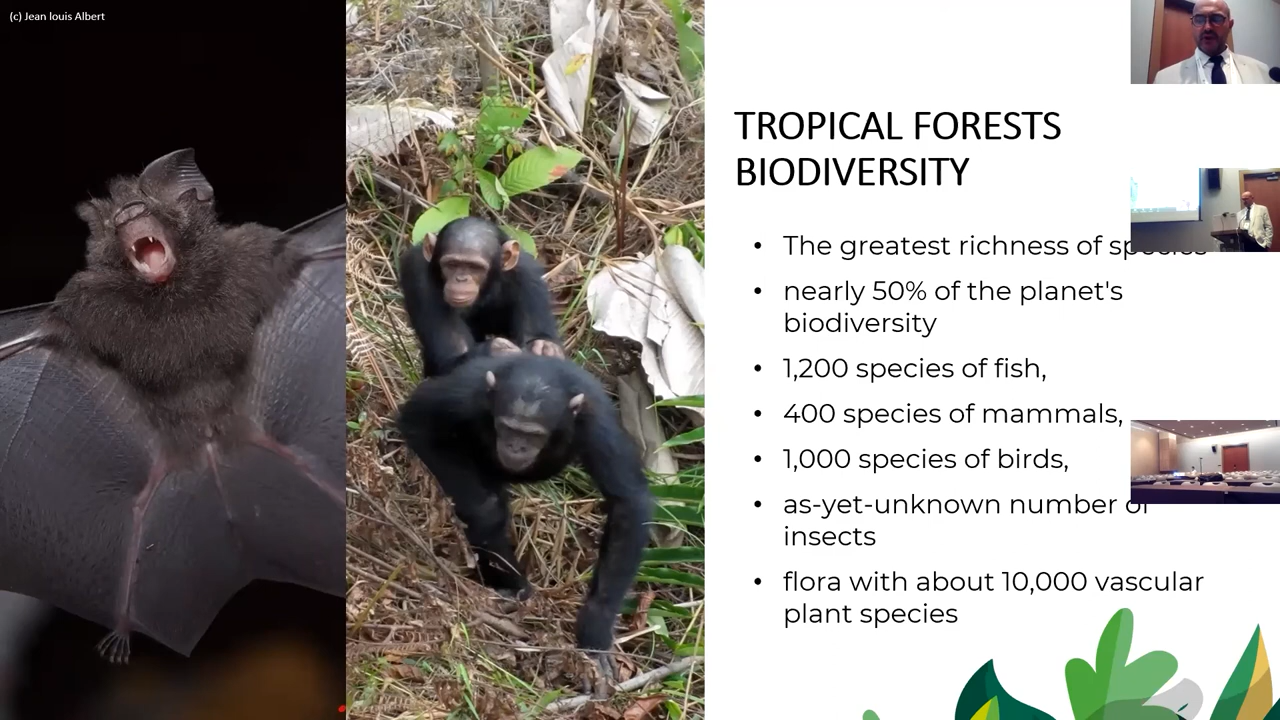 (c) Jean louis Albert
TROPICAL FORESTS
BIODIVERSITY
• The greatest richness of species
• nearly 50% of the planet's
biodiversity
• 1,200 species of fish,
• 400 species of mammals,
• 1,000 species of birds,
• as-yet-unknown number of
insects
• flora with about 10,000 vascular
plant species